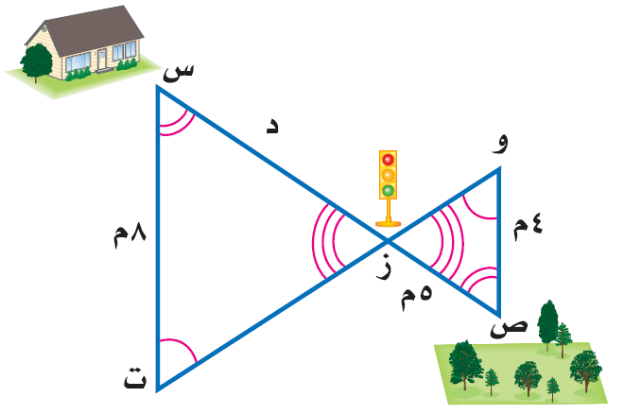 س
د
و
٨م
٤م
ز
٥م
ص
ت